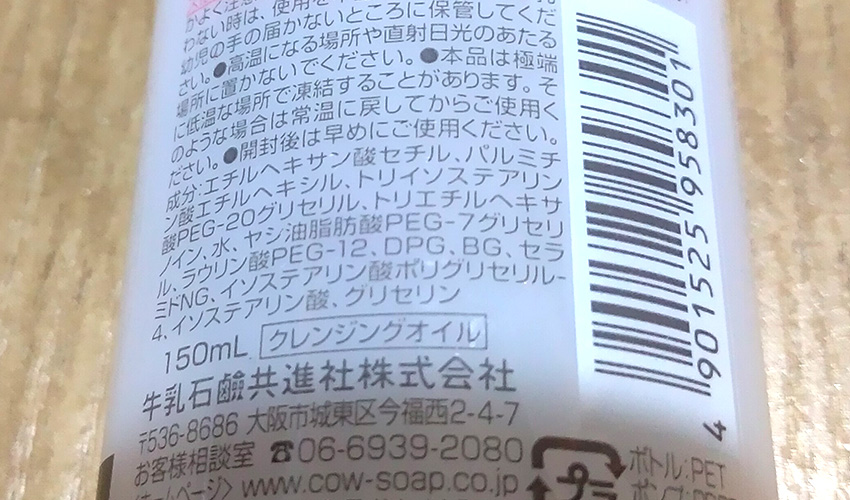 かよく注意
わない時は、使用を
幼児の手の届かないところに保管してくだ
さい。●高温になる場所や直射日光のあたる
場所に置かないでください。●本品は極端
に低温な場所で凍結することがあります。そ
のような場合は常温に戻してからご使用く
ださい。●開封後は早めにご使用ください。
成分:エチルヘキサン酸セチル、パルミチ
ン酸エチルヘキシル、トリイソステアリン
酸PEG-20グリセリル、トリエチルヘキサ
ノイン、水、ヤシ油脂肪酸PEG-7グリセリ
ル、ラウリン酸PEG-12、DPG、BG、セラ
ミドNG、イソステアリン酸ポリグリセリル-
4、イソステアリン酸、グリセリン
150mL クレンジングオイル
牛乳石鹼共進社株式会社
〒536-8686 大阪市城東区今福西2-4-7
お客様相談室 ☎06-6939-2080
〈ホームページ〉 www.cow-soap.co.jp
4 901525 958301
プラ
ボトル:PET